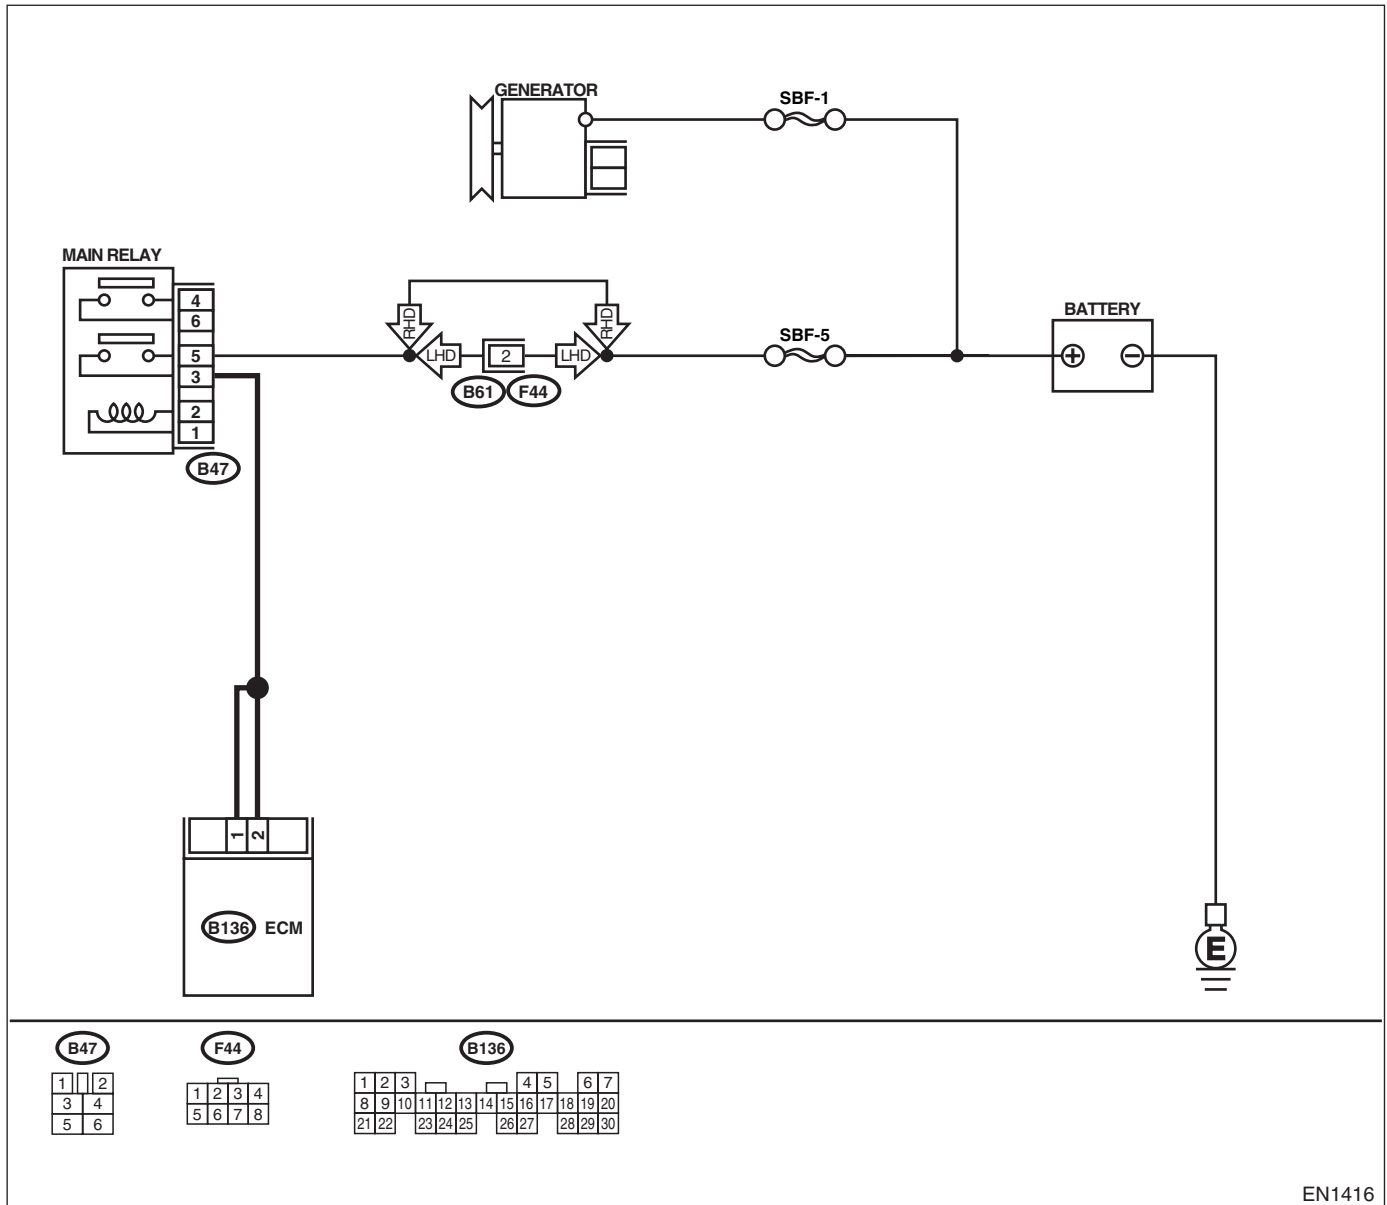 GENERATOR
SBF-1
MAIN RELAY
4
6
5
3
2
1
B47
RHD
RHD
LHD
2
LHD
B61
F44
SBF-5
BATTERY
+
−
1
2
B136 ECM
E
B47
1 2
3 4
5 6
F44
1 2 3 4
5 6 7 8
B136
1 2 3 4 5 6 7
8 9 10 11 12 13 14 15 16 17 18 19 20
21 22 23 24 25 26 27 28 29 30
EN1416